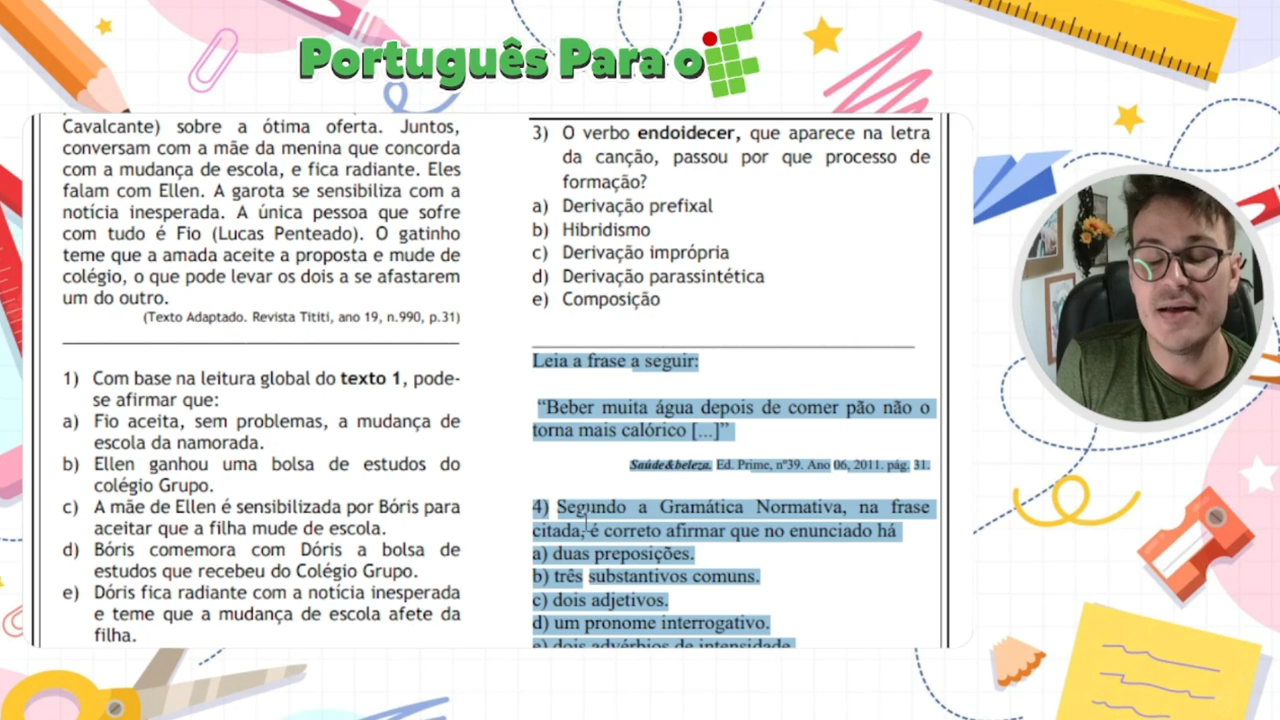 Português Para o
Cavalcante) sobre a ótima oferta. Juntos,
conversam com a mãe da menina que concorda
com a mudança de escola, e fica radiante. Eles
falam com Ellen. A garota se sensibiliza com a
notícia inesperada. A única pessoa que sofre
com tudo é Fio (Lucas Penteado). O gatinho
teme que a amada aceite a proposta e mude de
colégio, o que pode levar os dois a se afastarem
um do outro.
(Texto Adaptado. Revista Tititi, ano 19, n.990, p.31)
1) Com base na leitura global do texto 1, pode-
se afirmar que:
a) Fio aceita, sem problemas, a mudança de
escola da namorada.
b) Ellen ganhou uma bolsa de estudos do
colégio Grupo.
c) A mãe de Ellen é sensibilizada por Bóris para
aceitar que a filha mude de escola.
d) Bóris comemora com Dóris a bolsa de
estudos que recebeu do Colégio Grupo.
e) Dóris fica radiante com a notícia inesperada
e teme que a mudança de escola afete da
filha.
3) O verbo endoidecer, que aparece na letra
da canção, passou por que processo de
formação?
a) Derivação prefixal
b) Hibridismo
c) Derivação imprópria
d) Derivação parassintética
e) Composição
Leia a frase a seguir:
“Beber muita água depois de comer pão não o
torna mais calórico [...]”
Saúde&beleza. Ed. Prime, nº39. Ano 06, 2011. pág. 31.
4) Segundo a Gramática Normativa, na frase
citada, é correto afirmar que no enunciado há
a) duas preposições.
b) três substantivos comuns.
c) dois adjetivos.
d) um pronome interrogativo.
e) dois advérbios de intensidade.